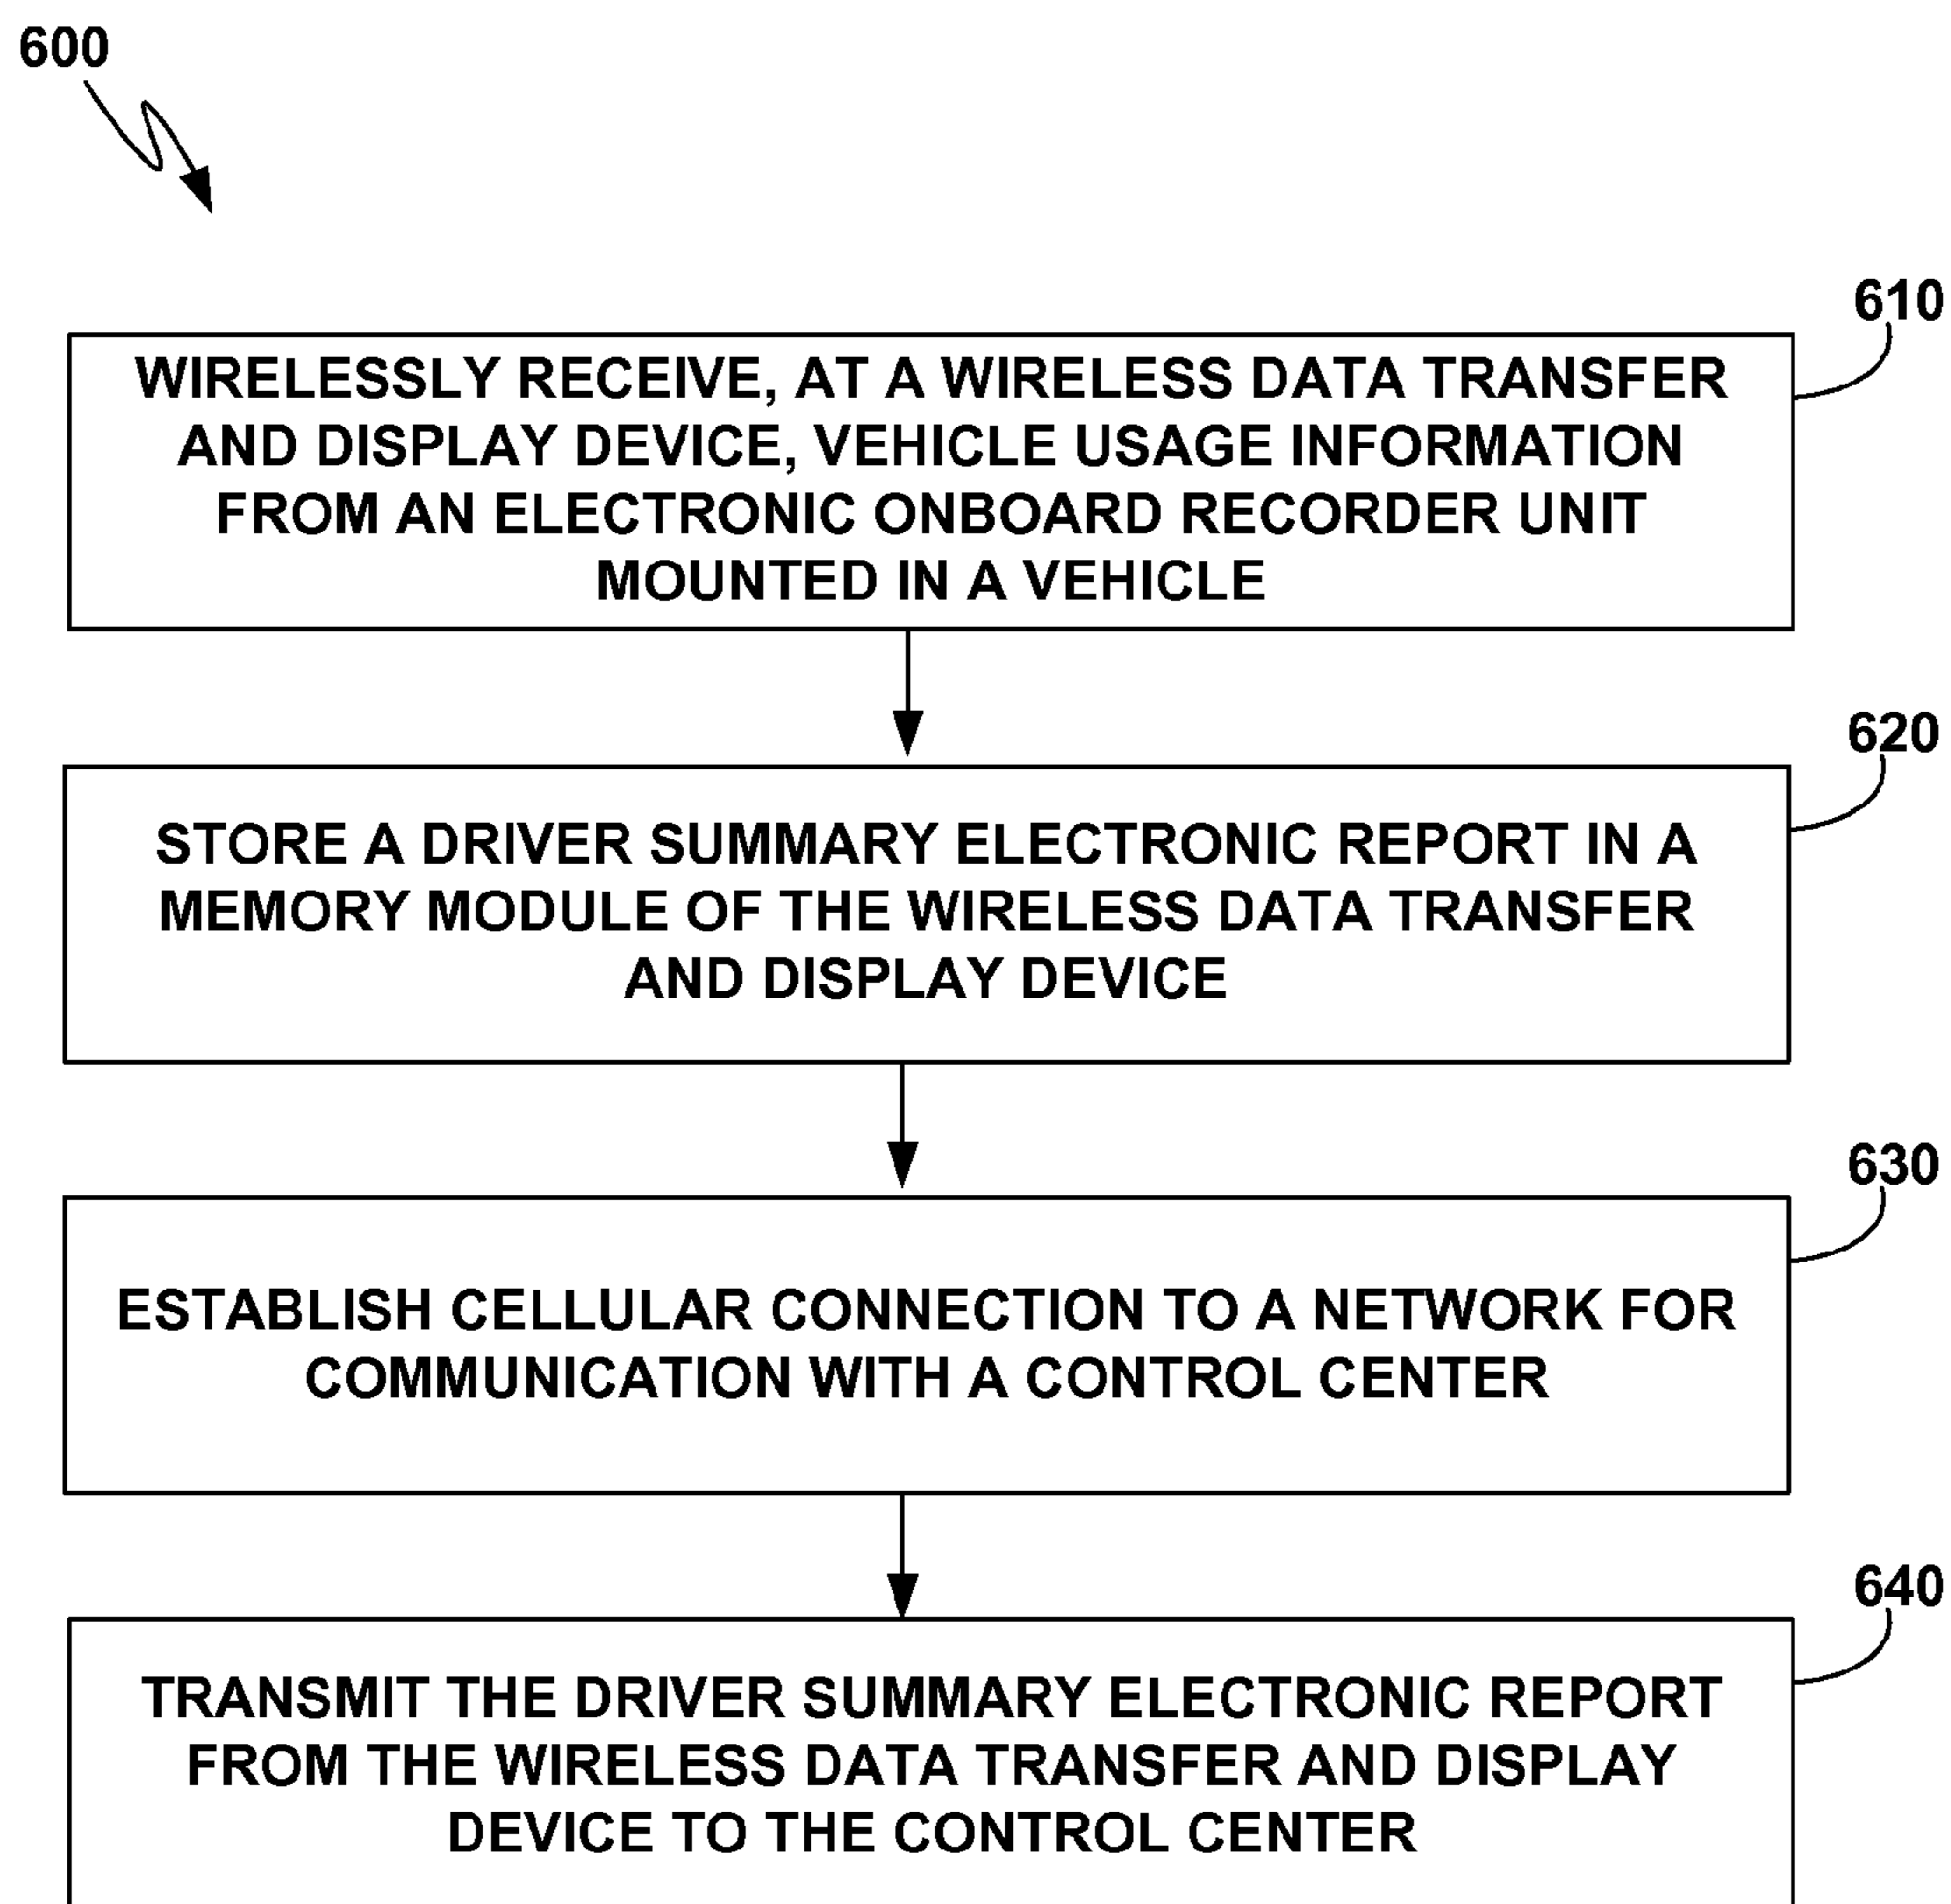 600
610
WIRELESSLY RECEIVE, AT A WIRELESS DATA TRANSFER
AND DISPLAY DEVICE, VEHICLE USAGE INFORMATION
FROM AN ELECTRONIC ONBOARD RECORDER UNIT
MOUNTED IN A VEHICLE
620
STORE A DRIVER SUMMARY ELECTRONIC REPORT IN A
MEMORY MODULE OF THE WIRELESS DATA TRANSFER
AND DISPLAY DEVICE
630
ESTABLISH CELLULAR CONNECTION TO A NETWORK FOR
COMMUNICATION WITH A CONTROL CENTER
640
TRANSMIT THE DRIVER SUMMARY ELECTRONIC REPORT
FROM THE WIRELESS DATA TRANSFER AND DISPLAY
DEVICE TO THE CONTROL CENTER